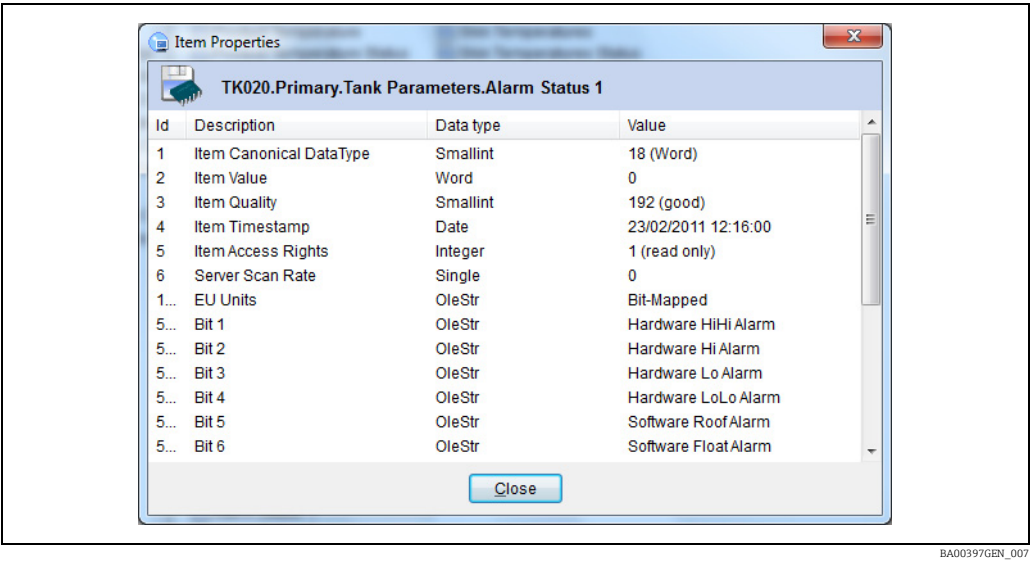 Item Properties
TK020.Primary.Tank Parameters.Alarm Status 1
Id Description Data type Value
1 Item Canonical DataType Smallint 18 (Word)
2 Item Value Word 0
3 Item Quality Smallint 192 (good)
4 Item Timestamp Date 23/02/2011 12:16:00
5 Item Access Rights Integer 1 (read only)
6 Server Scan Rate Single 0
1... EU Units OleStr Bit-Mapped
5... Bit 1 OleStr Hardware HiHi Alarm
5... Bit 2 OleStr Hardware Hi Alarm
5... Bit 3 OleStr Hardware Lo Alarm
5... Bit 4 OleStr Hardware LoLo Alarm
5... Bit 5 OleStr Software Roof Alarm
5... Bit 6 OleStr Software Float Alarm
Close
BA00397GEN_007